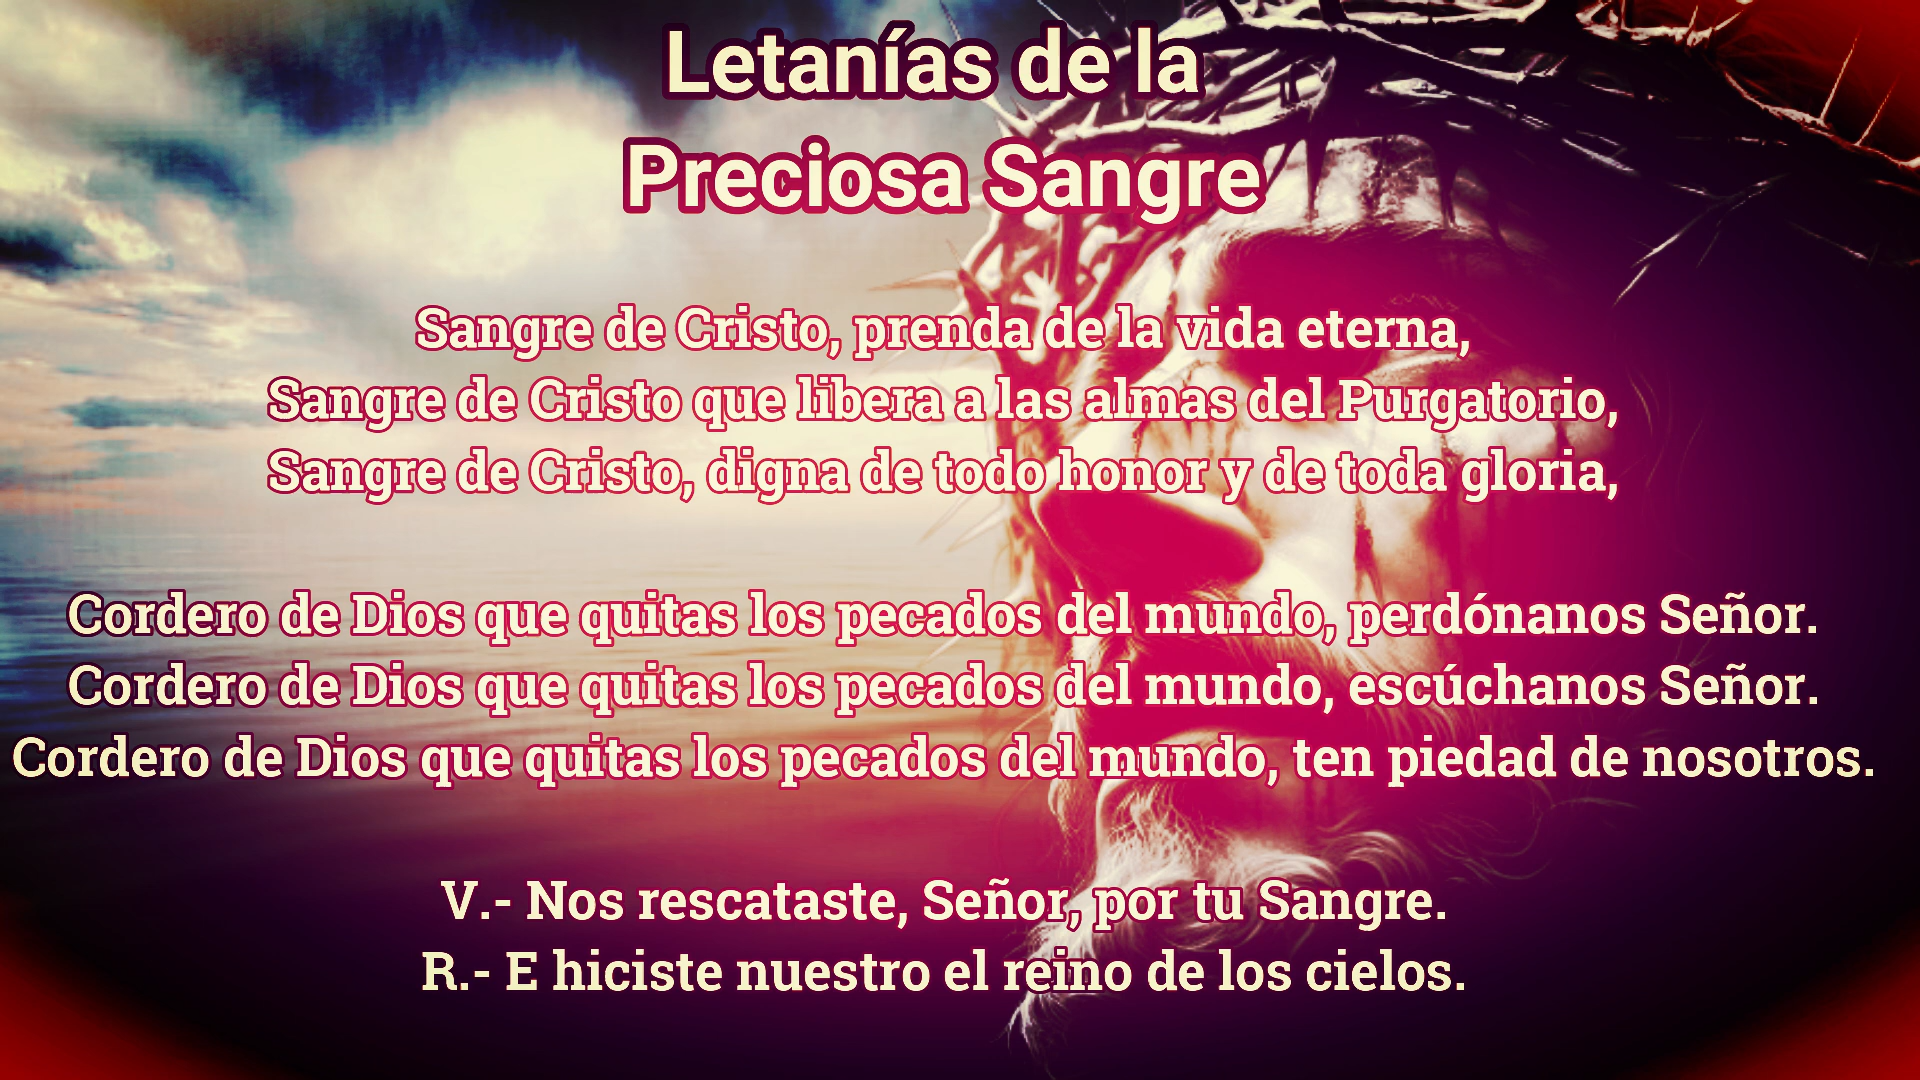 Letanías de la
Preciosa Sangre
Sangre de Cristo, prenda de la vida eterna,
Sangre de Cristo que libera a las almas del Purgatorio,
Sangre de Cristo, digna de todo honor y de toda gloria,
Cordero de Dios que quitas los pecados del mundo, perdónanos Señor.
Cordero de Dios que quitas los pecados del mundo, escúchanos Señor.
Cordero de Dios que quitas los pecados del mundo, ten piedad de nosotros.
V.- Nos rescataste, Señor, por tu Sangre.
R.- E hiciste nuestro el reino de los cielos.